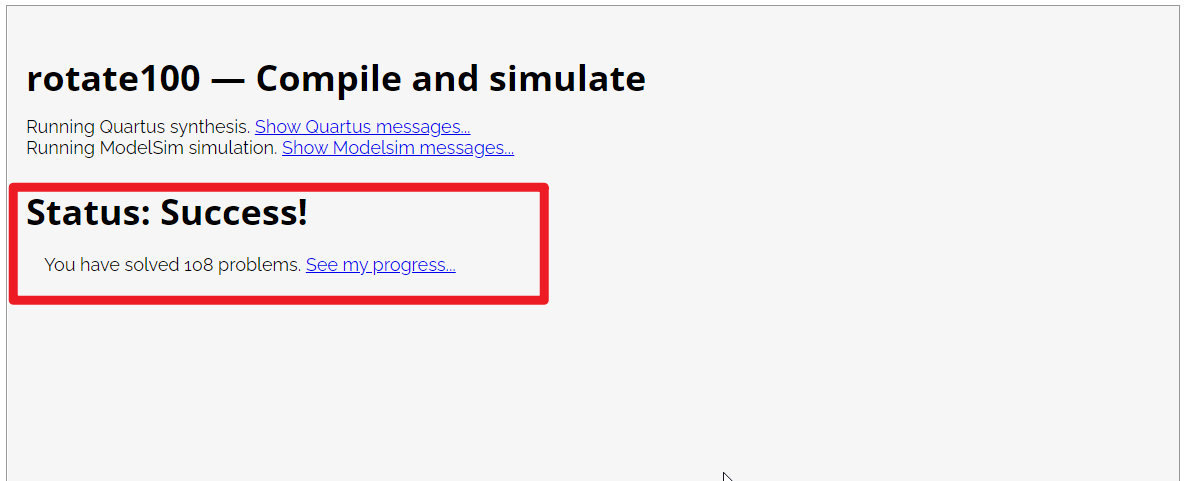 rotate100 — Compile and simulate
Running Quartus synthesis. Show Quartus messages...
Running ModelSim simulation. Show Modelsim messages...
Status: Success!
You have solved 108 problems. See my progress...